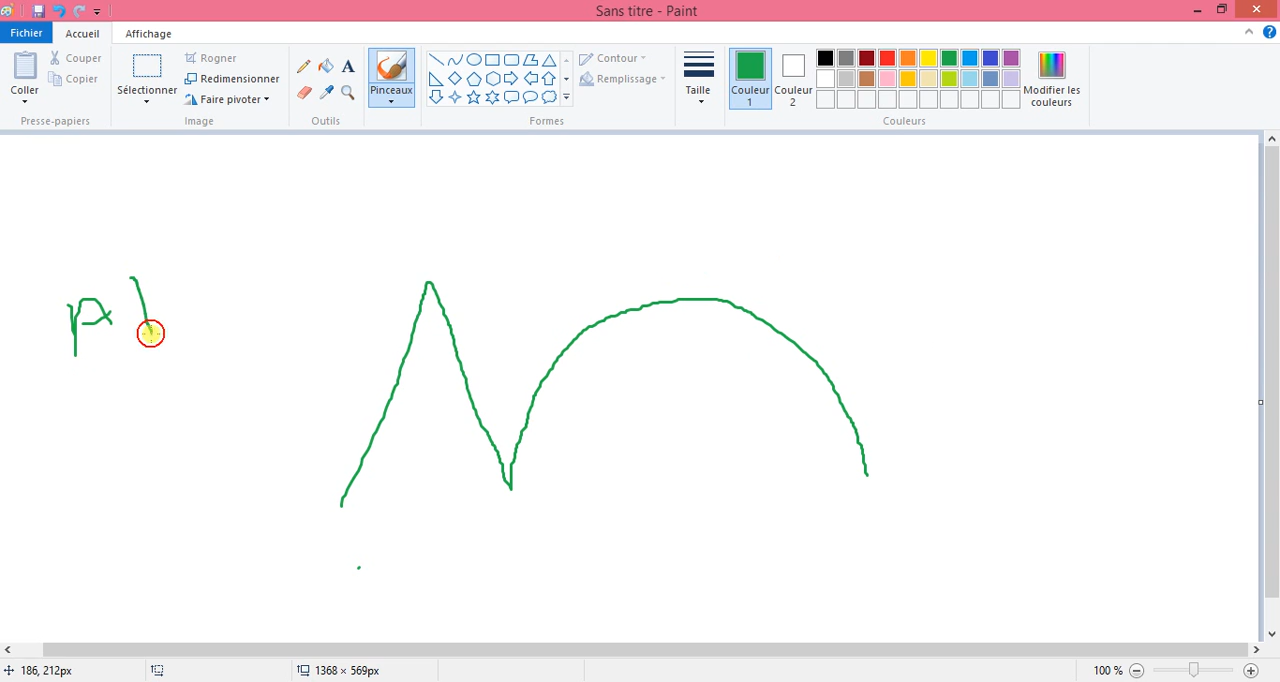 Sans titre - Paint
Fichier Accueil Affichage
Coller
Couper
Copier
Presse-papiers
Sélectionner
Rogner
Redimensionner
Faire pivoter
Image
A
Outils
Pinceaux
Contour
Remplissage
Formes
Taille
Couleur 1
Couleur 2
Modifier les couleurs
Couleurs
186, 212px 1368 × 569px 100 %